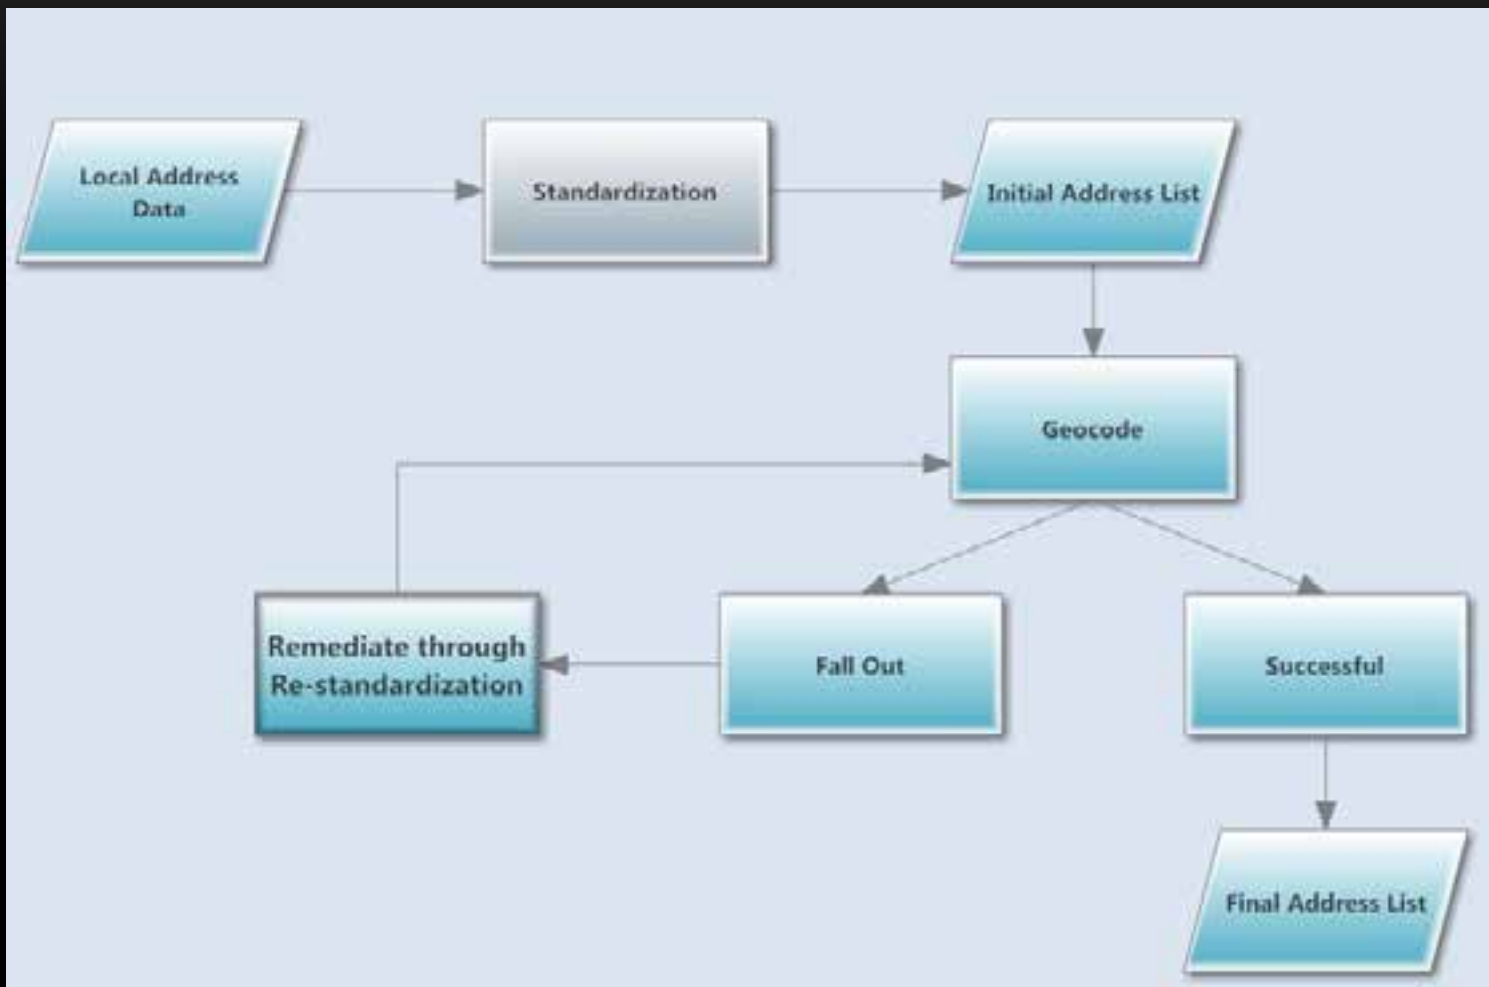 Local Address
Data
Standardization
Initial Address List
Geocode
Remediate through
Re-standardization
Fall Out
Successful
Final Address List